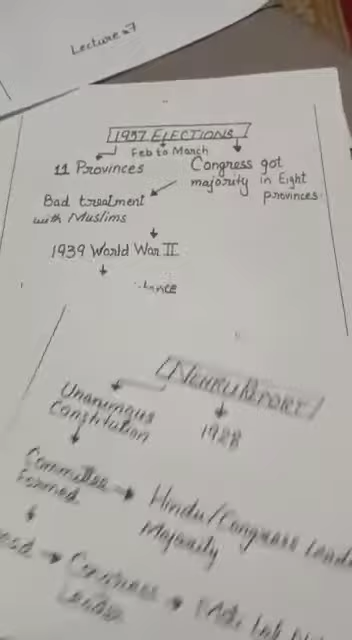 Lecture #7
1937 ELECTIONS
Feb to March
11 Provinces
Congress got
majority in Eight
provinces
Bad treatment
with Muslims
1939 World War II
NEHRU REPORT
Unanimous
Constitution
1928
Committee
Formed
Hindu/Congress
Majority
Congress
Leader